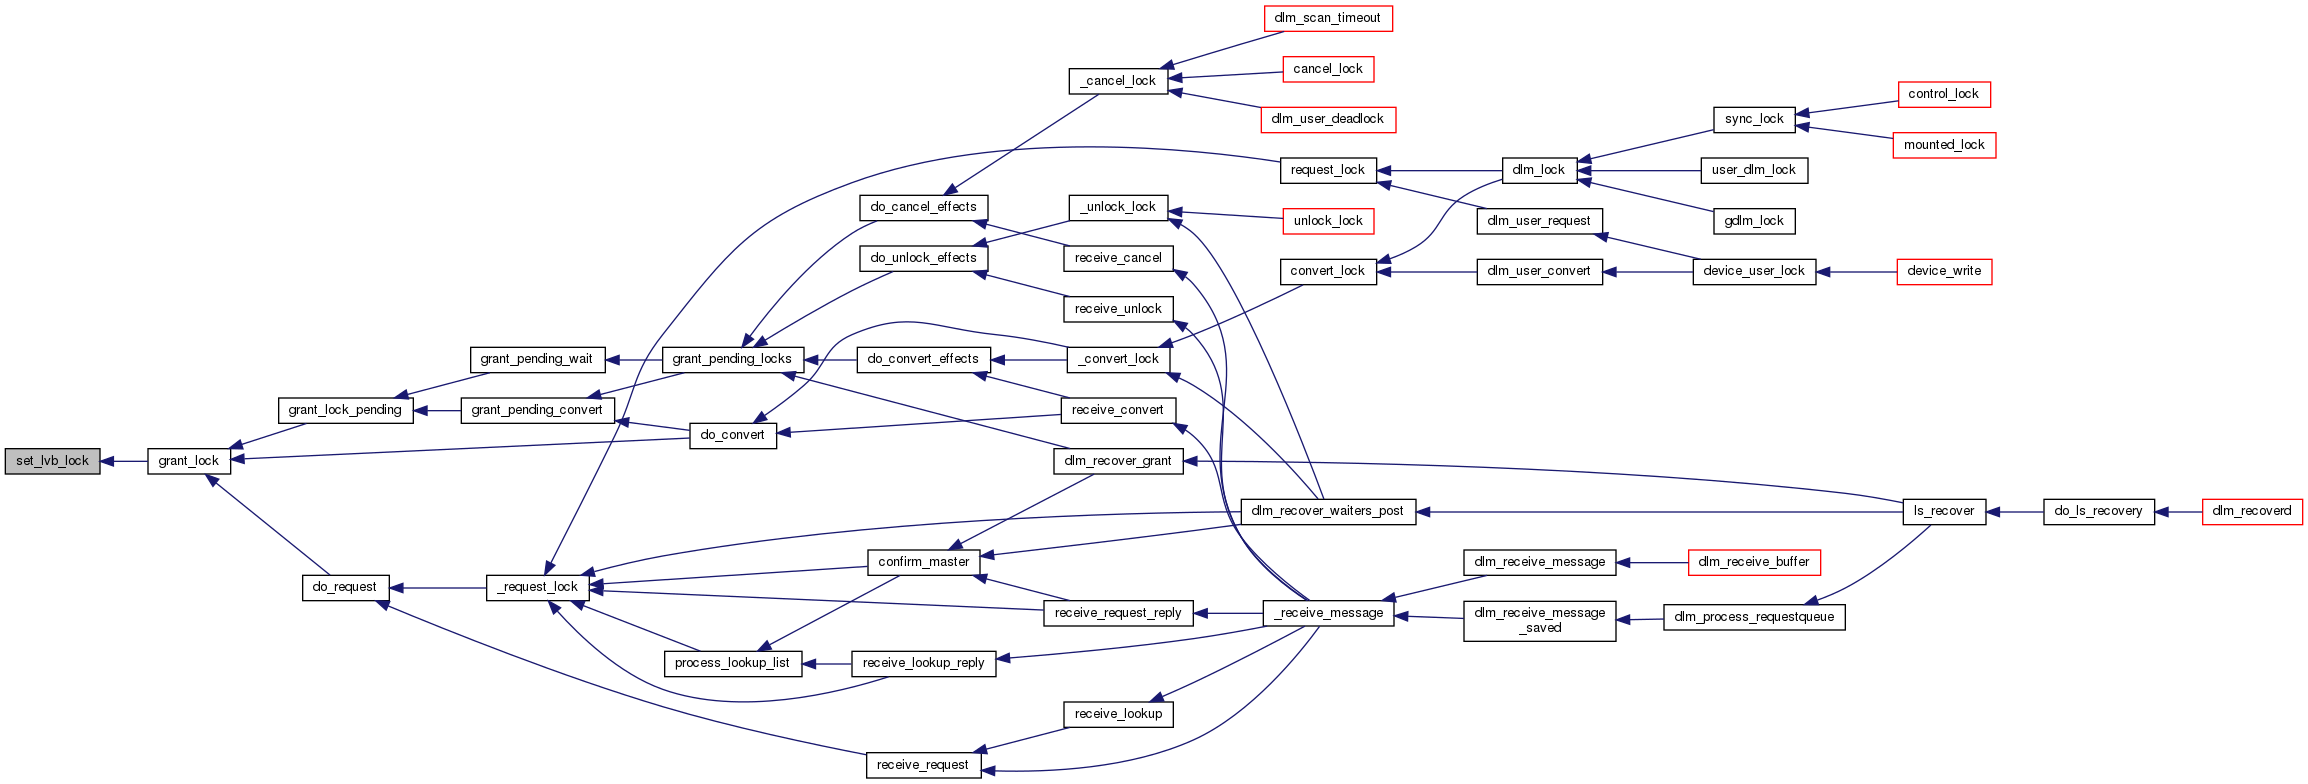 dlm_scan_timeout
_cancel_lock
cancel_lock
dlm_user_deadlock
control_lock
sync_lock
mounted_lock
request_lock
dlm_lock
user_dlm_lock
do_cancel_effects
_unlock_lock
unlock_lock
dlm_user_request
gdlm_lock
do_unlock_effects
receive_cancel
convert_lock
dlm_user_convert
device_user_lock
device_write
receive_unlock
grant_pending_wait
grant_pending_locks
do_convert_effects
_convert_lock
grant_lock_pending
grant_pending_convert
receive_convert
do_convert
set_lvb_lock
grant_lock
dlm_recover_grant
dlm_recover_waiters_post
ls_recover
do_ls_recovery
dlm_recoverd
confirm_master
dlm_receive_message
dlm_receive_buffer
do_request
_request_lock
receive_request_reply
_receive_message
dlm_receive_message
_saved
dlm_process_requestqueue
process_lookup_list
receive_lookup_reply
receive_lookup
receive_request